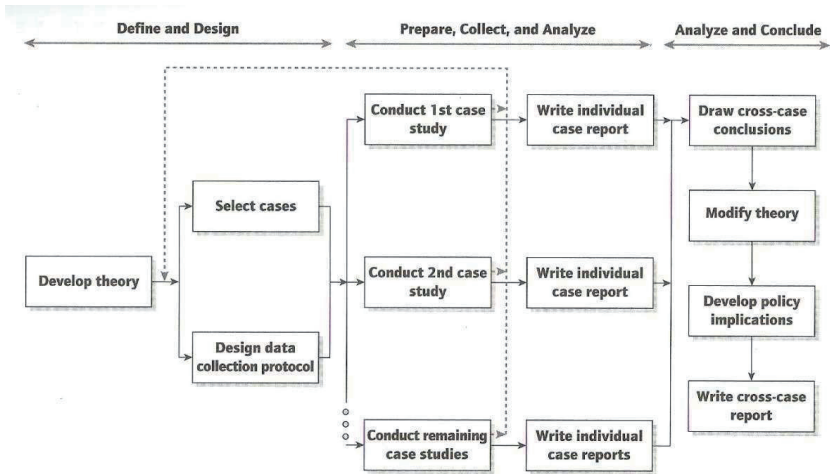 Define and Design
Prepare, Collect, and Analyze
Analyze and Conclude
Develop theory
Select cases
Design data
collection protocol
Conduct 1st case
study
Conduct 2nd case
study
Conduct remaining
case studies
Write individual
case report
Write individual
case report
Write individual
case reports
Draw cross-case
conclusions
Modify theory
Develop policy
implications
Write cross-case
report